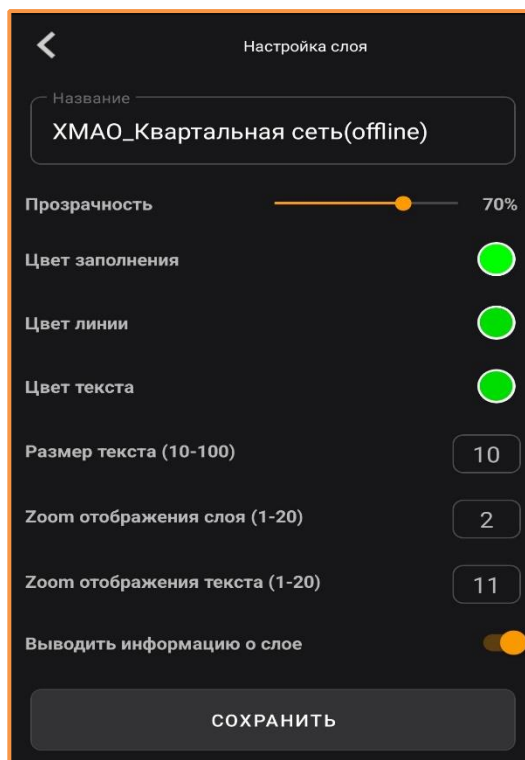 Настройка слоя
Название
ХМАО_Квартальная сеть(offline)
Прозрачность 70%
Цвет заполнения
Цвет линии
Цвет текста
Размер текста (10-100) 10
Zoom отображения слоя (1-20) 2
Zoom отображения текста (1-20) 11
Выводить информацию о слое
СОХРАНИТЬ